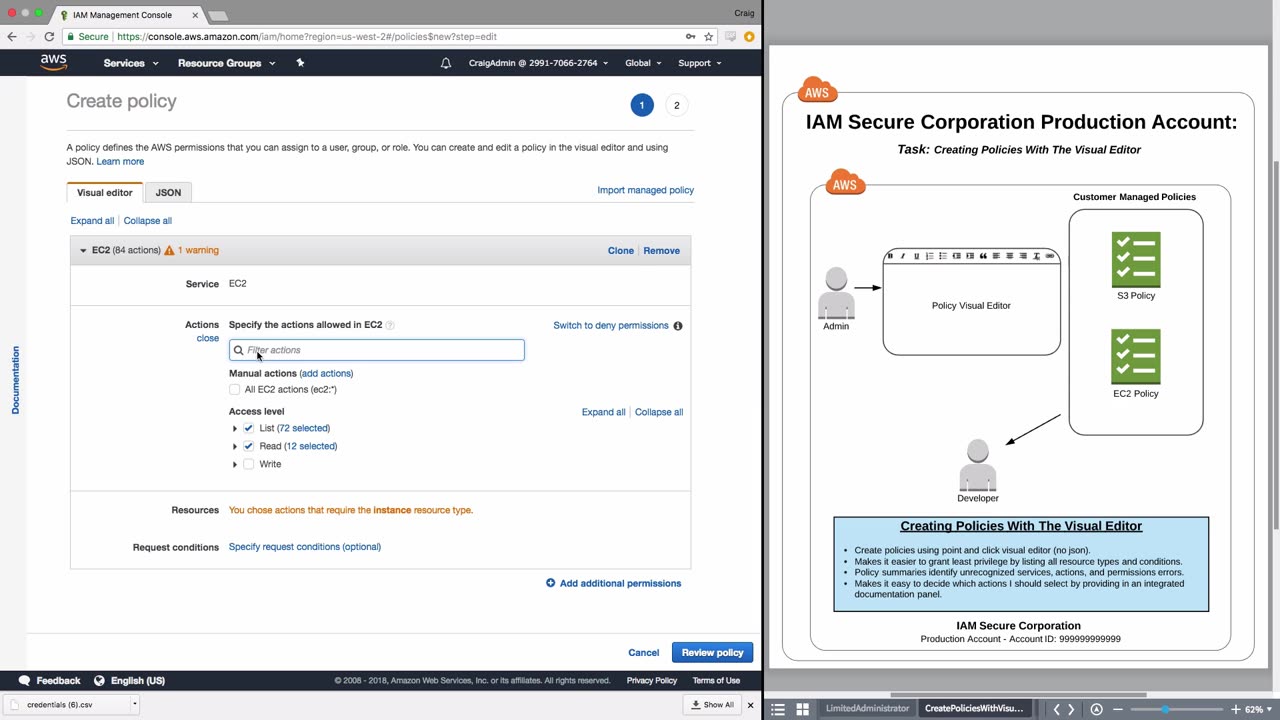 IAM Management Console
Craig
Secure
https://console.aws.amazon.com/iam/home?region=us-west-2#/policies$new?step=edit
aws
Services
Resource Groups
CraigAdmin @ 2991-7066-2764
Global
Support
Create policy
1
2
A policy defines the AWS permissions that you can assign to a user, group, or role. You can create and edit a policy in the visual editor and using
JSON. Learn more
Visual editor
JSON
Import managed policy
Expand all
Collapse all
EC2 (84 actions)
1 warning
Clone
Remove
Service
EC2
Actions
close
Specify the actions allowed in EC2
Switch to deny permissions
Filter actions
Manual actions (add actions)
All EC2 actions (ec2:*)
Access level
Expand all
Collapse all
List (72 selected)
Read (12 selected)
Write
Resources
You chose actions that require the instance resource type.
Request conditions
Specify request conditions (optional)
Add additional permissions
Documentation
Cancel
Review policy
Feedback
English (US)
© 2008 - 2018, Amazon Web Services, Inc. or its affiliates. All rights reserved.
Privacy Policy
Terms of Use
credentials (6).csv
Show All
AWS
IAM Secure Corporation Production Account:
Task: Creating Policies With The Visual Editor
AWS
Customer Managed Policies
Policy Visual Editor
Admin
S3 Policy
EC2 Policy
Developer
Creating Policies With The Visual Editor
• Create policies using point and click visual editor (no json).
• Makes it easier to grant least privilege by listing all resource types and conditions.
• Policy summaries identify unrecognized services, actions, and permissions errors.
• Makes it easy to decide which actions I should select by providing in an integrated
documentation panel.
IAM Secure Corporation
Production Account - Account ID: 999999999999
LimitedAdministrator
CreatePoliciesWithVisu...
62%